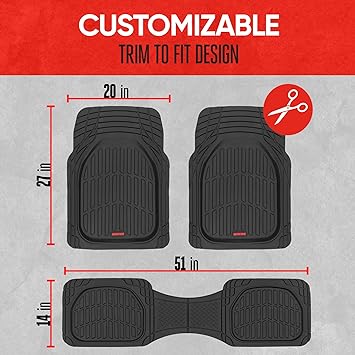 CUSTOMIZABLE
TRIM TO FIT DESIGN
20 in
27 in
51 in
14 in